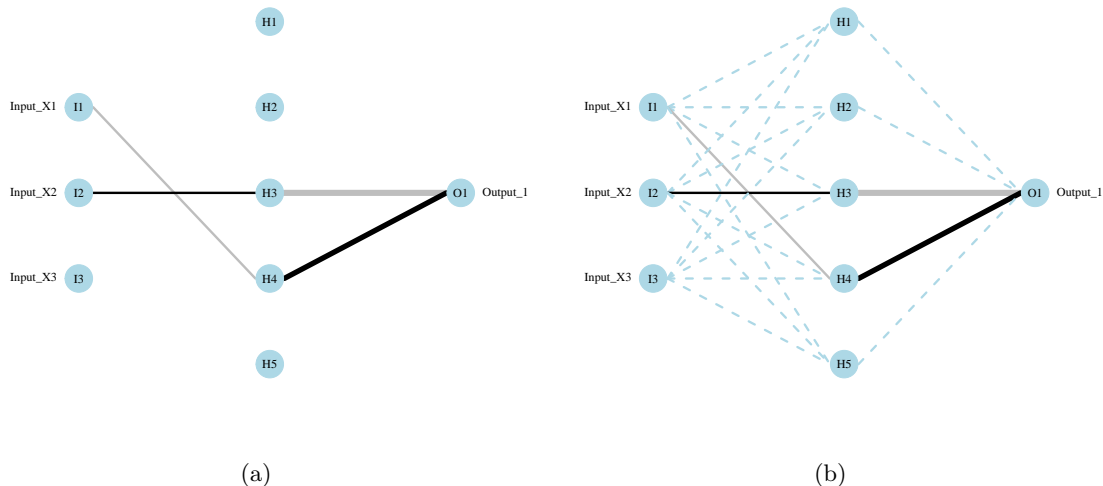 H1
Input_X1 I1 H2
Input_X2 I2 H3 O1 Output_1
Input_X3 I3 H4
H5
(a)
H1
Input_X1 I1 H2
Input_X2 I2 H3 O1 Output_1
Input_X3 I3 H4
H5
(b)